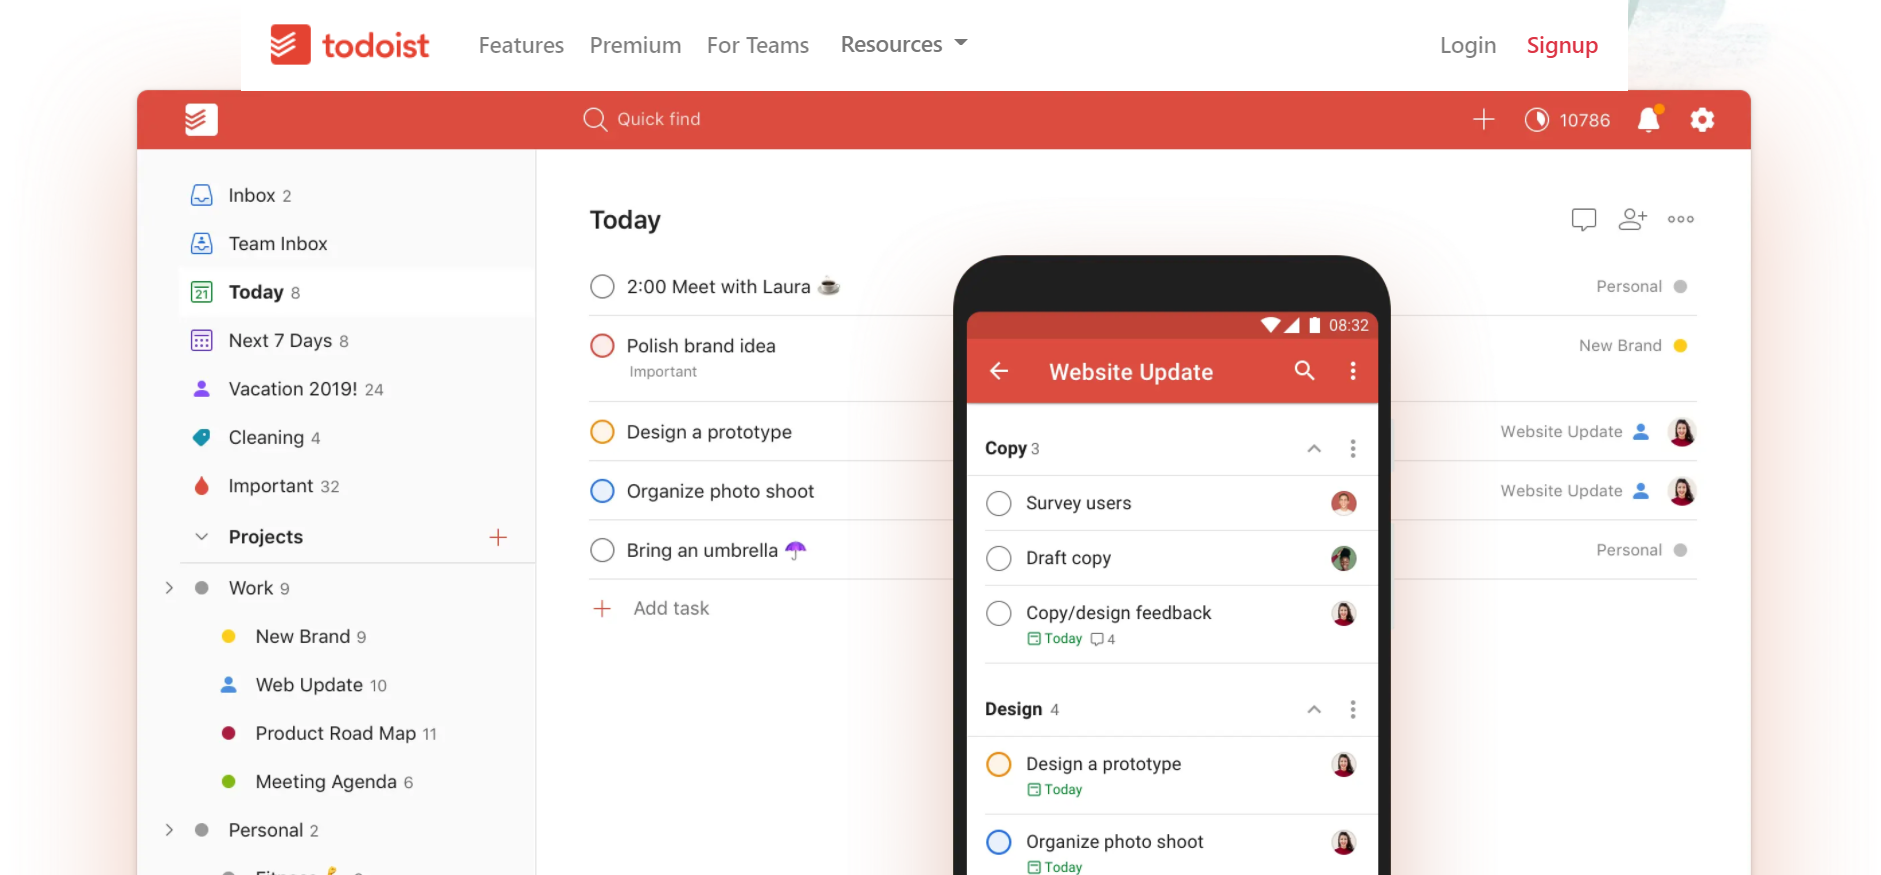 todoist Features Premium For Teams Resources Login Signup
Quick find 10786
Inbox 2
Team Inbox
21 Today 8
Next 7 Days 8
Vacation 2019! 24
Cleaning 4
Important 32
Projects
Work 9
New Brand 9
Web Update 10
Product Road Map 11
Meeting Agenda 6
Personal 2
Today
2:00 Meet with Laura ☕ Personal
Polish brand idea New Brand
Important
Design a prototype Website Update
Organize photo shoot Website Update
Bring an umbrella ☂ Personal
Add task
08:32
Website Update
Copy 3
Survey users
Draft copy
Copy/design feedback
Today 4
Design 4
Design a prototype
Today
Organize photo shoot
Today